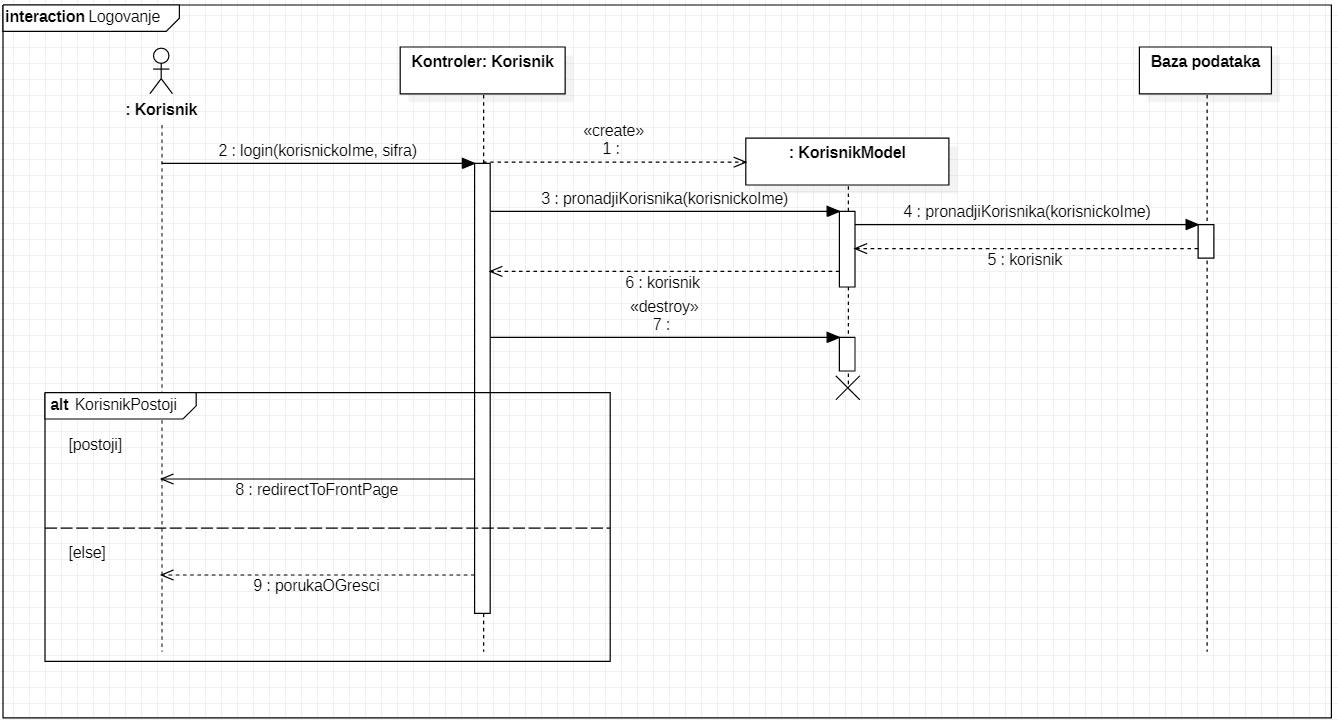 interaction Logovanje
: Korisnik
Kontroler: Korisnik
Baza podataka
: KorisnikModel
«create»
1 :
2 : login(korisnickoIme, sifra)
3 : pronadjiKorisnika(korisnickoIme)
4 : pronadjiKorisnika(korisnickoIme)
5 : korisnik
6 : korisnik
«destroy»
7 :
alt KorisnikPostoji
[postoji]
8 : redirectToFrontPage
[else]
9 : porukaOGresci